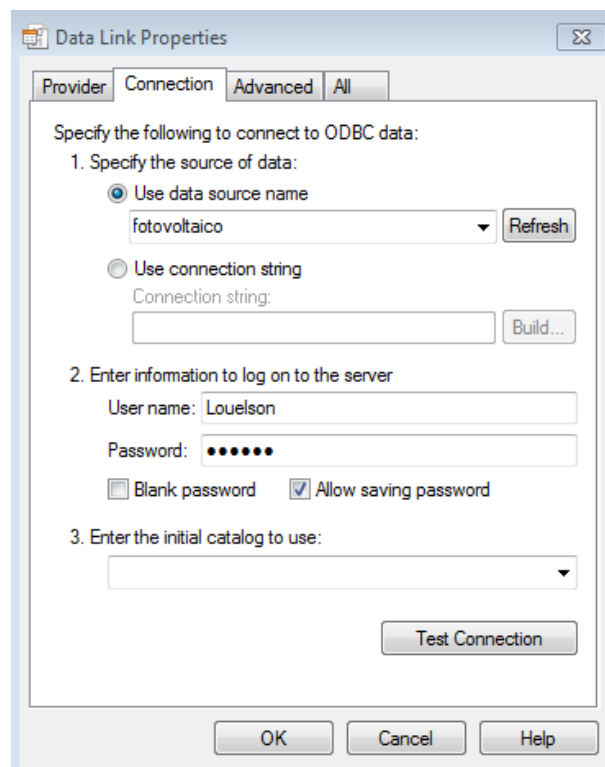 Data Link Properties
Provider Connection Advanced All
Specify the following to connect to ODBC data:
1. Specify the source of data:
Use data source name
fotovoltaico Refresh
Use connection string
Connection string:
Build...
2. Enter information to log on to the server
User name: Louelson
Password: ●●●●●●
Blank password Allow saving password
3. Enter the initial catalog to use:
Test Connection
OK Cancel Help